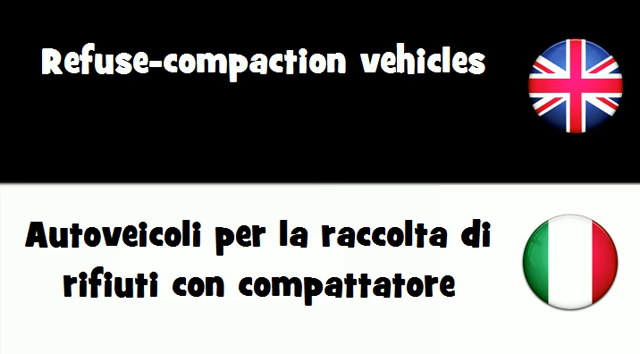 Refuse-compaction vehicles
Autoveicoli per la raccolta di
rifiuti con compattatore